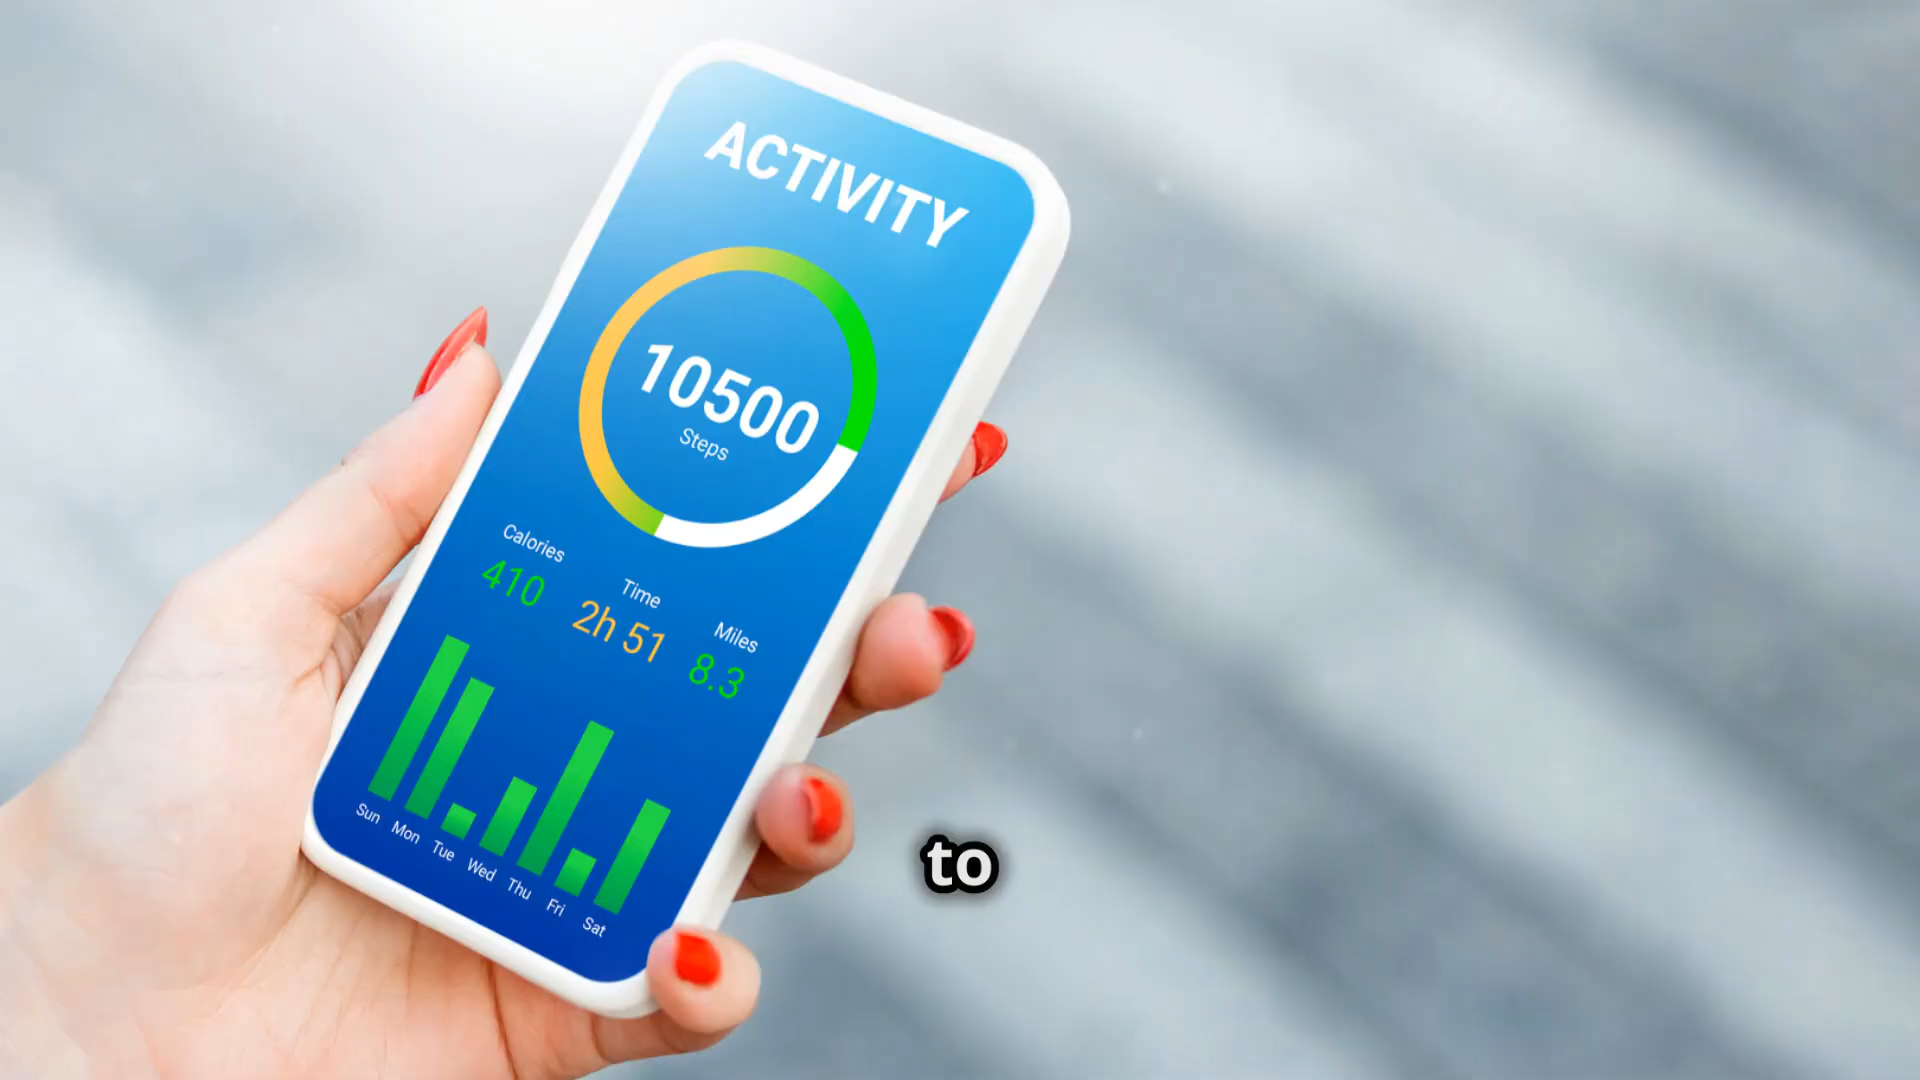 ACTIVITY
10500
Steps
Calories
410
Time
2h 51
Miles
8.3
Sun Mon Tue Wed Thu Fri Sat
to